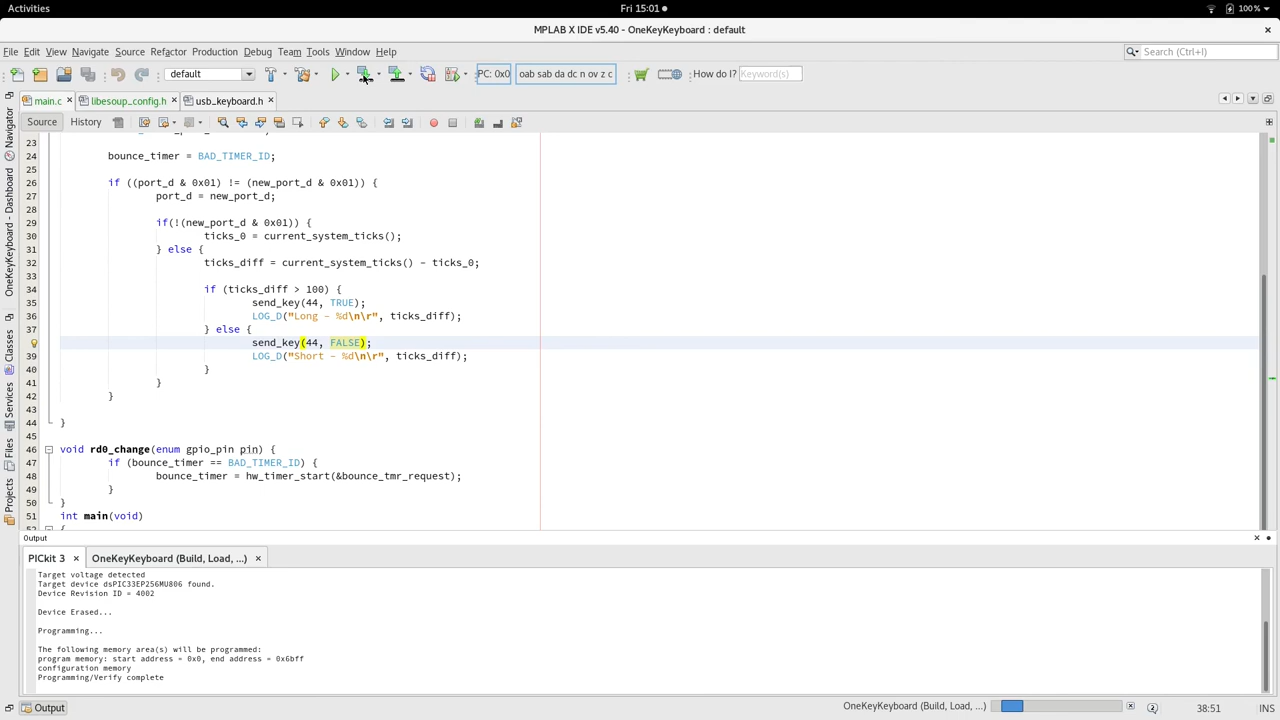 Activities
Fri 15:01
100%
MPLAB X IDE v5.40 - OneKeyKeyboard : default
File Edit View Navigate Source Refactor Production Debug Team Tools Window Help
Search (Ctrl+I)
default
PC: 0x0
oab sab da dc n ov z c
How do I?
Keyword(s)
main.c
libesoup_config.h
usb_keyboard.h
Source
History
Navigator
OneKeyKeyboard - Dashboard
Classes
Services
Files
Projects
23
24 bounce_timer = BAD_TIMER_ID;
25
26 if ((port_d & 0x01) != (new_port_d & 0x01)) {
27 port_d = new_port_d;
28
29 if(!(new_port_d & 0x01)) {
30 ticks_0 = current_system_ticks();
31 } else {
32 ticks_diff = current_system_ticks() - ticks_0;
33
34 if (ticks_diff > 100) {
35 send_key(44, TRUE);
36 LOG_D("Long - %d\n\r", ticks_diff);
37 } else {
send_key(44, FALSE);
39 LOG_D("Short - %d\n\r", ticks_diff);
40 }
41 }
42 }
43
44 }
45
46 void rd0_change(enum gpio_pin pin) {
47 if (bounce_timer == BAD_TIMER_ID) {
48 bounce_timer = hw_timer_start(&bounce_tmr_request);
49 }
50 }
51 int main(void)
52 {
Output
PICkit 3
OneKeyKeyboard (Build, Load, ...)
Target voltage detected
Target device dsPIC33EP256MU806 found.
Device Revision ID = 4002
Device Erased...
Programming...
The following memory area(s) will be programmed:
program memory: start address = 0x0, end address = 0x6bff
configuration memory
Programming/Verify complete
Output
OneKeyKeyboard (Build, Load, ...)
2
38:51
INS